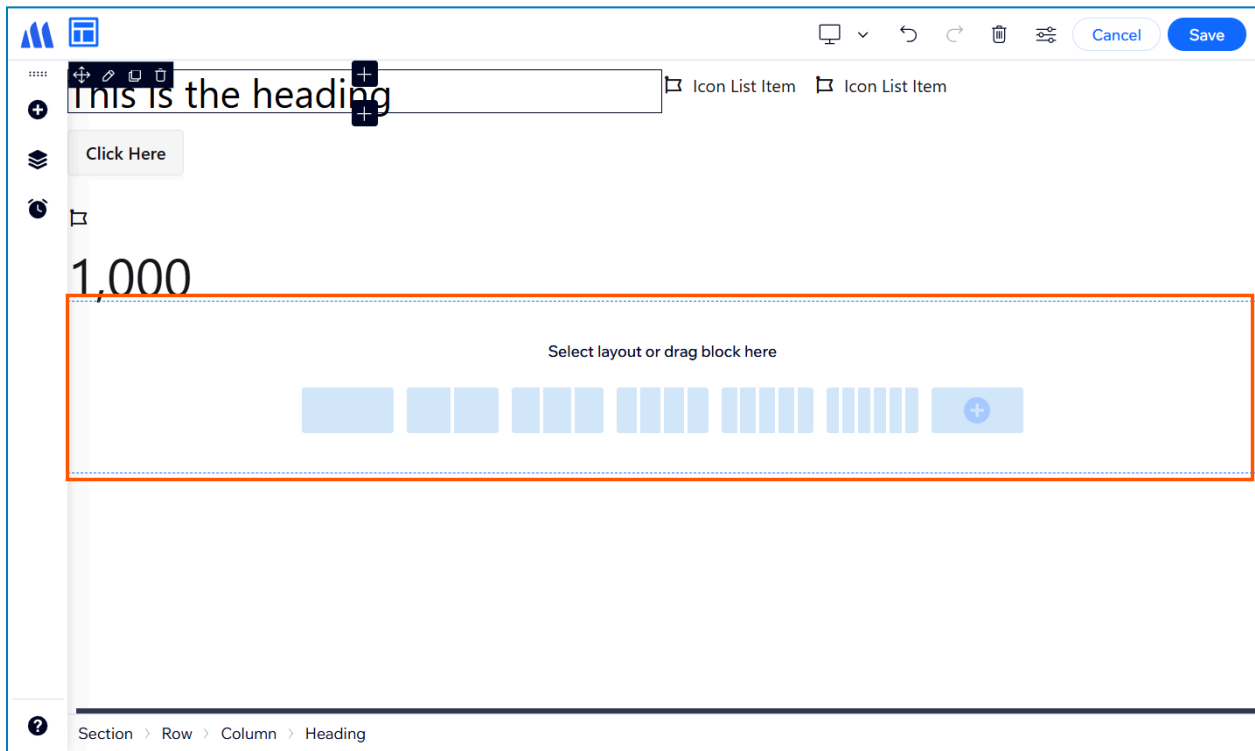 Cancel
Save
This is the heading
Icon List Item
Icon List Item
Click Here
1,000
Select layout or drag block here
Section
Row
Column
Heading